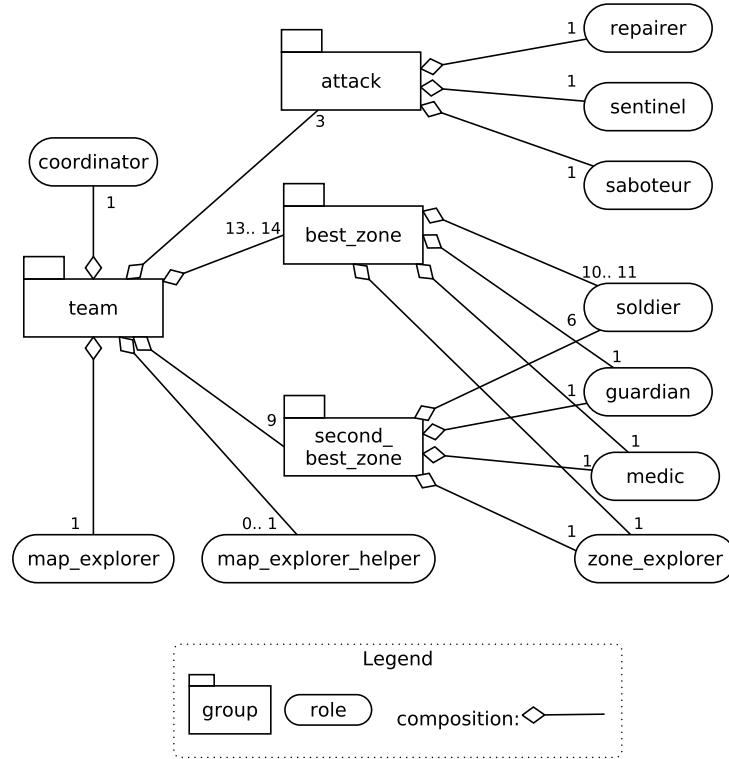 1
repairer
attack
1
sentinel
3
coordinator
1
saboteur
1
13.. 14
best_zone
10.. 11
team
soldier
6
1
guardian
1
9
second_
best_zone
1
1
medic
1
0.. 1
1
1
map_explorer
map_explorer_helper
zone_explorer
Legend
group
role
composition: